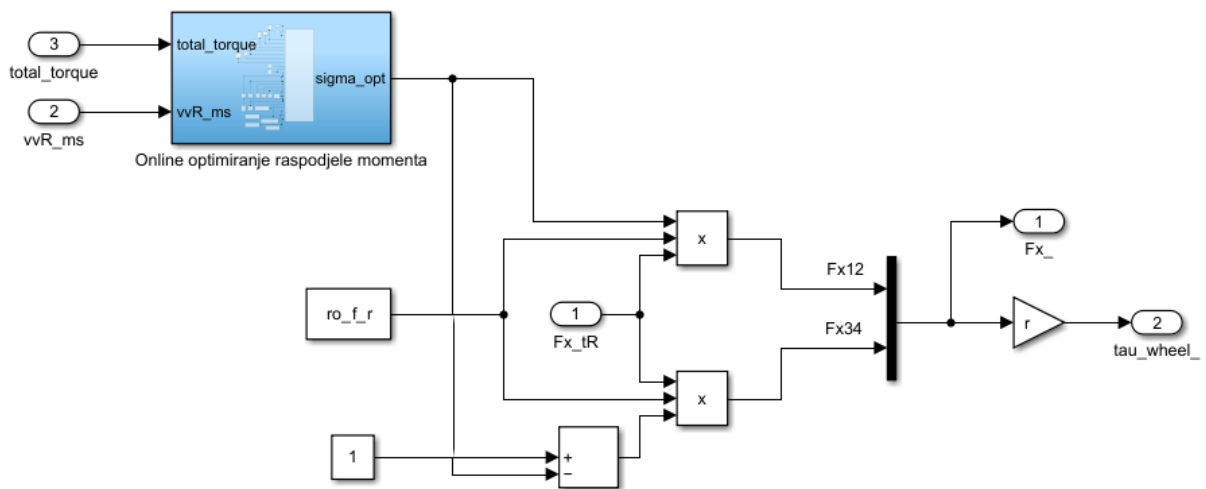 3
total_torque
2
vvR_ms
total_torque
vvR_ms
sigma_opt
Online optimiranje raspodjele momenta
x
ro_f_r
1
Fx_tR
x
1
+
−
Fx12
Fx34
1
Fx_
r
2
tau_wheel_